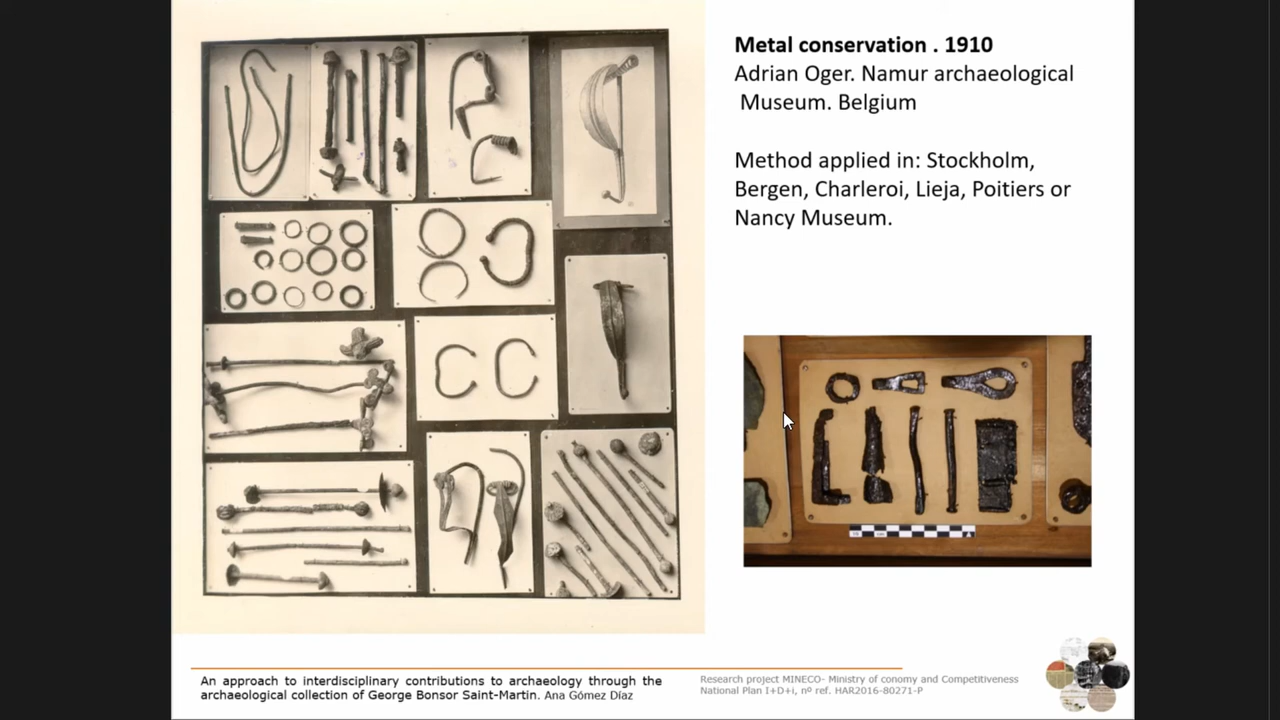 Metal conservation . 1910
Adrian Oger. Namur archaeological
Museum. Belgium
Method applied in: Stockholm,
Bergen, Charleroi, Lieja, Poitiers or
Nancy Museum.
An approach to interdisciplinary contributions to archaeology through the
archaeological collection of George Bonsor Saint-Martin. Ana Gómez Díaz
Research project MINECO- Ministry of conomy and Competitiveness
National Plan I+D+i, nº ref. HAR2016-80271-P